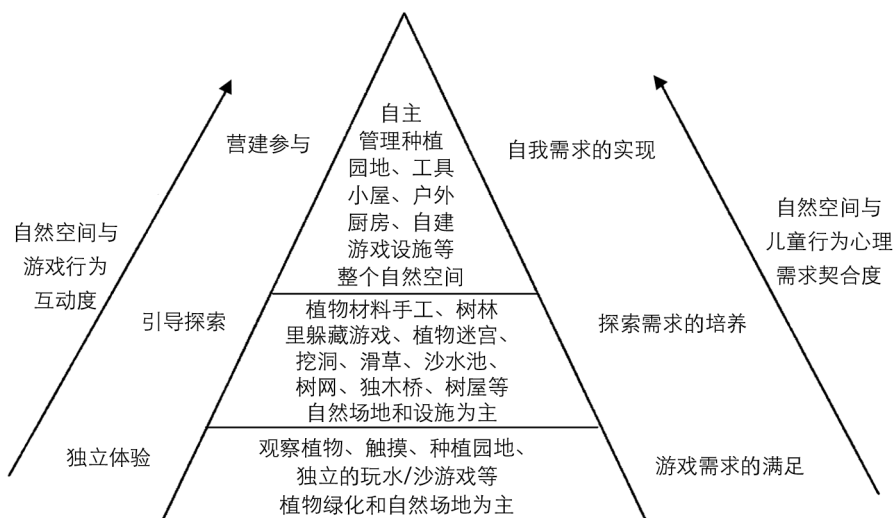 自主
管理种植
园地、工具
小屋、户外
厨房、自建
游戏设施等
整个自然空间
营建参与
自我需求的实现
自然空间与
游戏行为
互动度
自然空间与
儿童行为心理
需求契合度
引导探索
植物材料手工、树林
里躲藏游戏、植物迷宫、
挖洞、滑草、沙水池、
树网、独木桥、树屋等
自然场地和设施为主
探索需求的培养
独立体验
观察植物、触摸、种植园地、
独立的玩水/沙游戏等
植物绿化和自然场地为主
游戏需求的满足